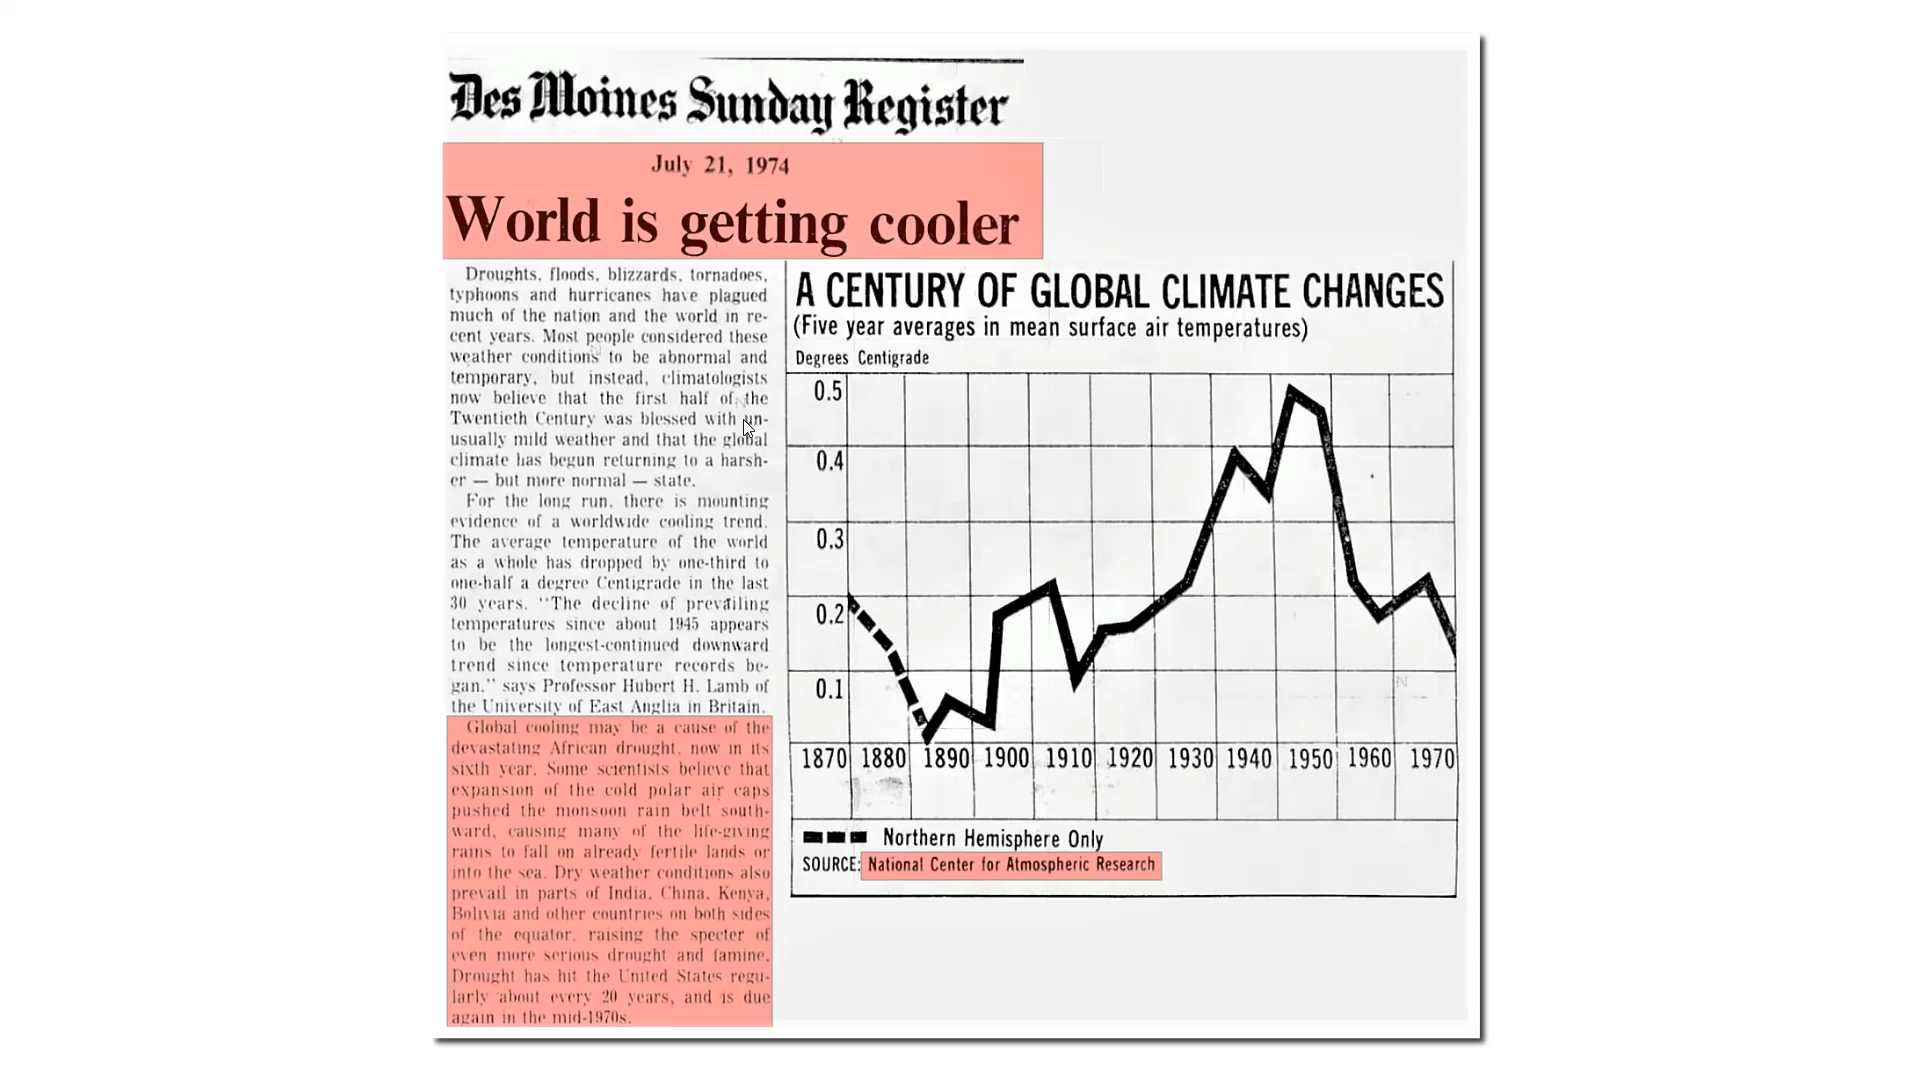 Des Moines Sunday Register
July 21, 1974
World is getting cooler
Droughts, floods, blizzards, tornadoes,
typhoons and hurricanes have plagued
much of the nation and the world in re-
cent years. Most people considered these
weather conditions to be abnormal and
temporary, but instead, climatologists
now believe that the first half of the
Twentieth Century was blessed with un-
usually mild weather and that the global
climate has begun returning to a harsh-
er — but more normal — state.
For the long run, there is mounting
evidence of a worldwide cooling trend.
The average temperature of the world
as a whole has dropped by one-third to
one-half a degree Centigrade in the last
30 years. "The decline of prevailing
temperatures since about 1945 appears
to be the longest-continued downward
trend since temperature records be-
gan." says Professor Hubert H. Lamb of
the University of East Anglia in Britain.
Global cooling may be a cause of the
devastating African drought, now in its
sixth year. Some scientists believe that
expansion of the cold polar air caps
pushed the monsoon rain belt south-
ward, causing many of the life-giving
rains to fall on already fertile lands or
into the sea. Dry weather conditions also
prevail in parts of India, China, Kenya,
Bolivia and other countries on both sides
of the equator, raising the specter of
even more serious drought and famine.
Drought has hit the United States regu-
larly about every 20 years, and is due
again in the mid-1970s.
A CENTURY OF GLOBAL CLIMATE CHANGES
(Five year averages in mean surface air temperatures)
Degrees Centigrade
0.5
0.4
0.3
0.2
0.1
1870 1880 1890 1900 1910 1920 1930 1940 1950 1960 1970
Northern Hemisphere Only
SOURCE: National Center for Atmospheric Research